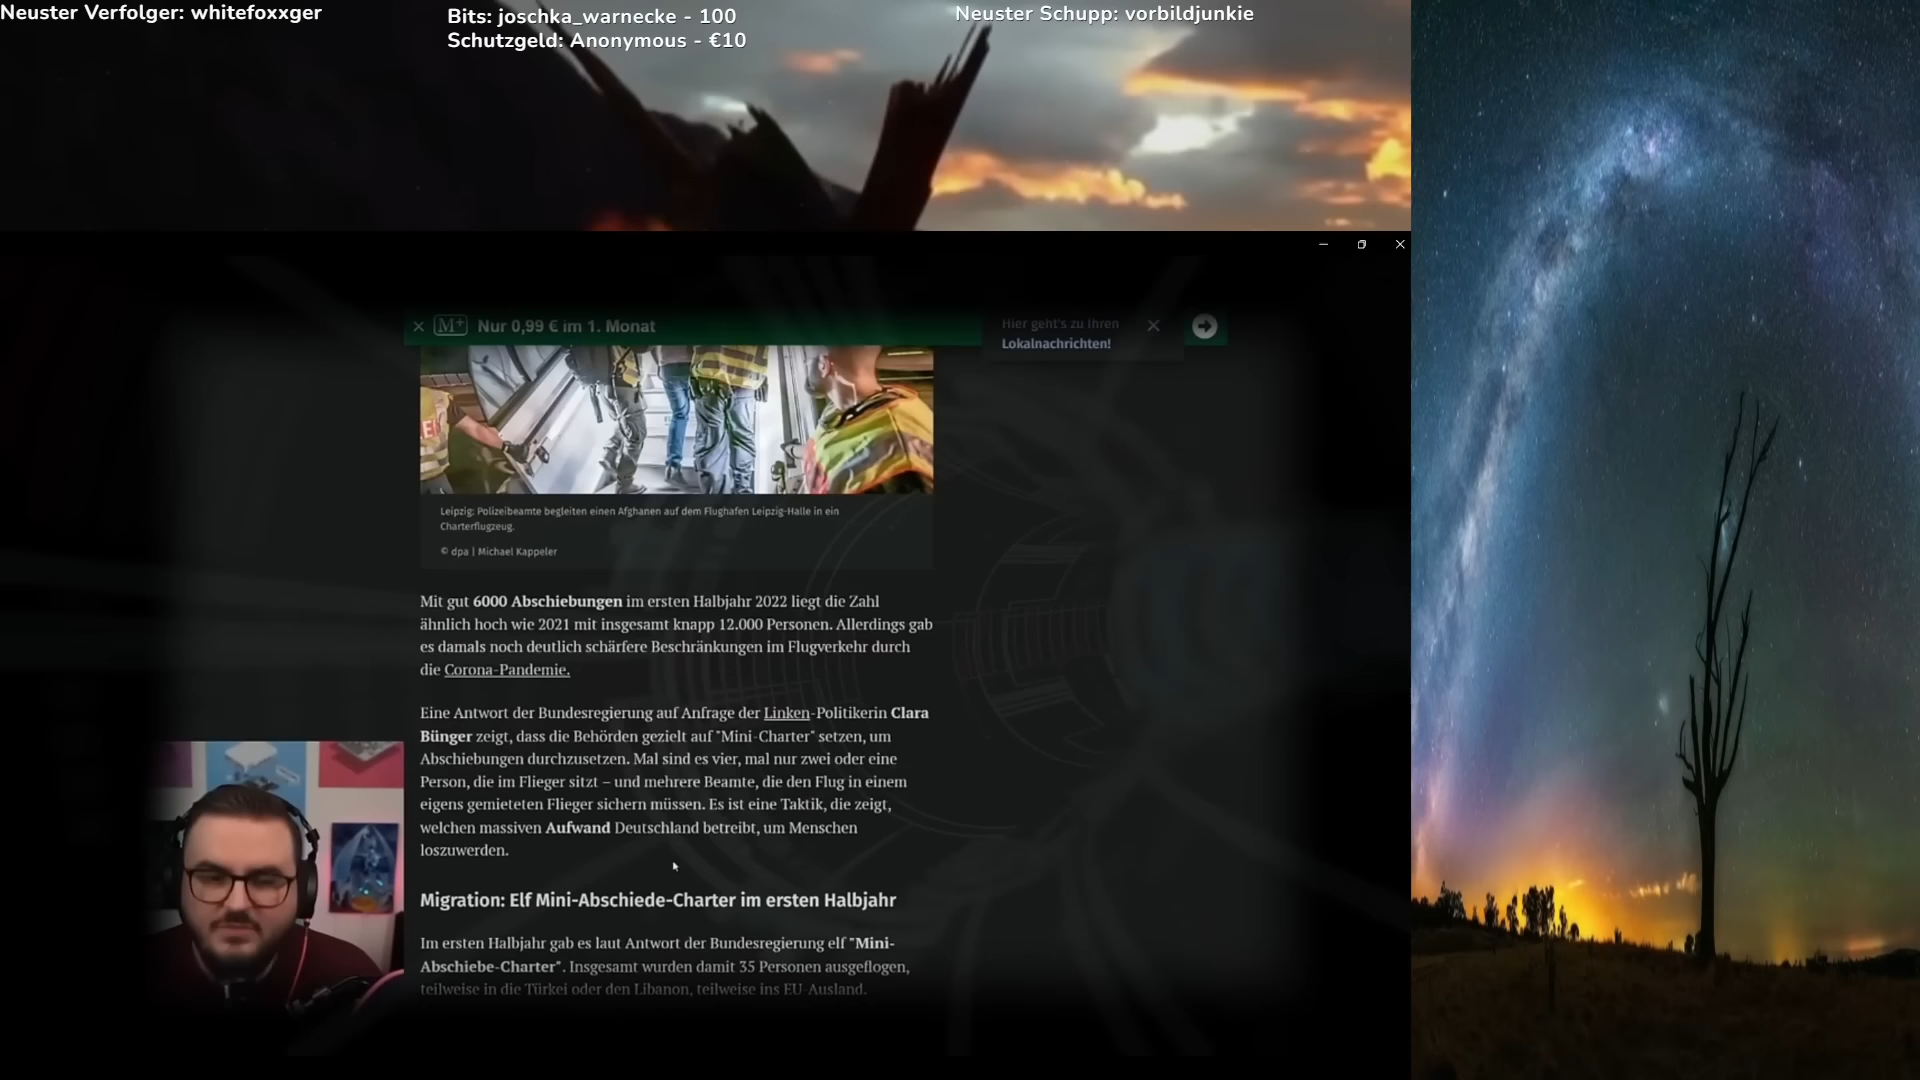 Neuster Verfolger: whitefoxxger
Bits: joschka_warnecke - 100
Schutzgeld: Anonymous - €10
Neuster Schupp: vorbildjunkie
M+ Nur 0,99 € im 1. Monat
Hier geht's zu Ihren
Lokalnachrichten!
Leipzig: Polizeibeamte begleiten einen Afghanen auf dem Flughafen Leipzig-Halle in ein
Charterflugzeug.
© dpa | Michael Kappeler
Mit gut 6000 Abschiebungen im ersten Halbjahr 2022 liegt die Zahl
ähnlich hoch wie 2021 mit insgesamt knapp 12.000 Personen. Allerdings gab
es damals noch deutlich schärfere Beschränkungen im Flugverkehr durch
die Corona-Pandemie.
Eine Antwort der Bundesregierung auf Anfrage der Linken-Politikerin Clara
Bünger zeigt, dass die Behörden gezielt auf "Mini-Charter" setzen, um
Abschiebungen durchzusetzen. Mal sind es vier, mal nur zwei oder eine
Person, die im Flieger sitzt – und mehrere Beamte, die den Flug in einem
eigens gemieteten Flieger sichern müssen. Es ist eine Taktik, die zeigt,
welchen massiven Aufwand Deutschland betreibt, um Menschen
loszuwerden.
Migration: Elf Mini-Abschiede-Charter im ersten Halbjahr
Im ersten Halbjahr gab es laut Antwort der Bundesregierung elf "Mini-
Abschiebe-Charter". Insgesamt wurden damit 35 Personen ausgeflogen,
teilweise in die Türkei oder den Libanon, teilweise ins EU-Ausland.